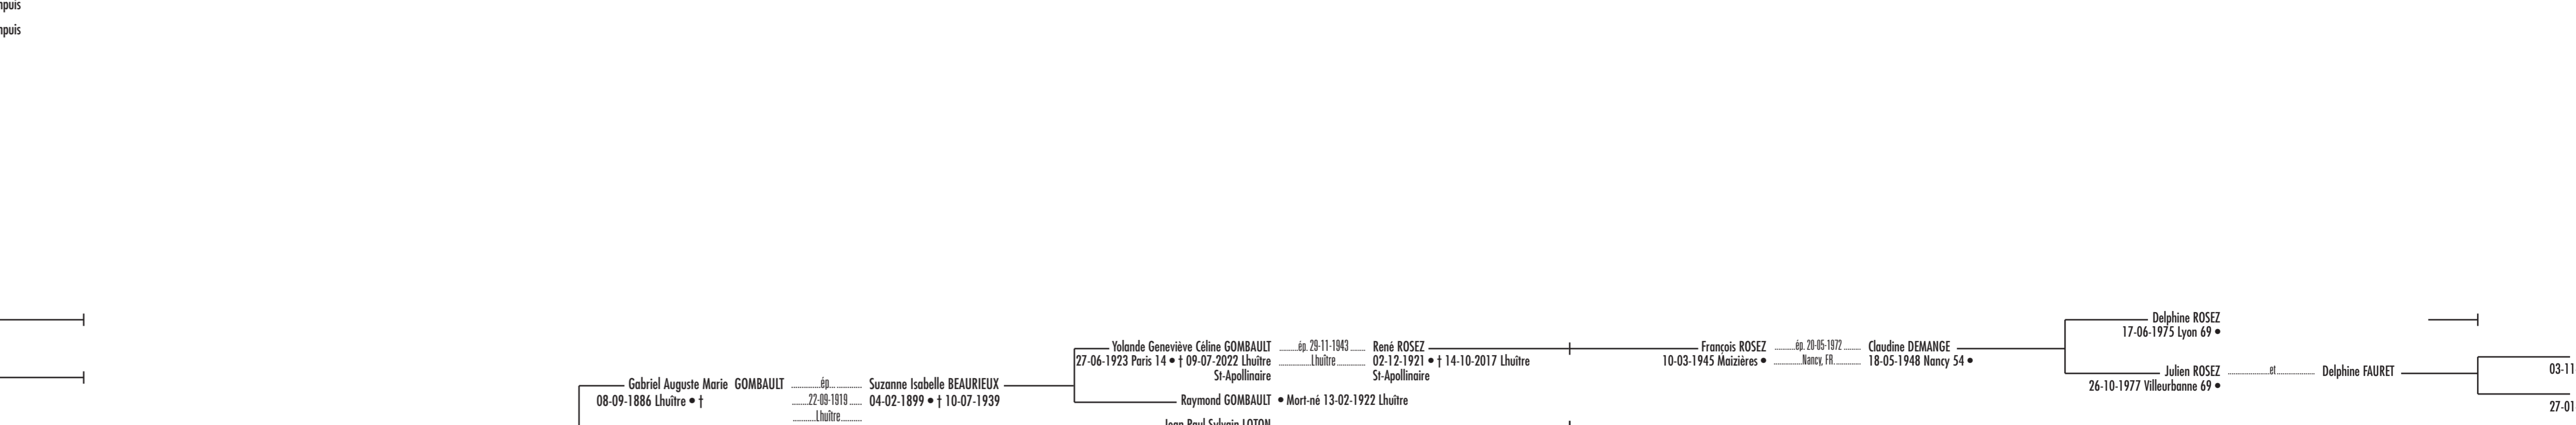 Delphine ROSEZ
17-06-1975 Lyon 69 •
Yolande Geneviève Céline GOMBAULT ép. 29-11-1943 René ROSEZ
27-06-1923 Paris 14 • † 09-07-2022 Lhuître Lhuître 02-12-1921 • † 14-10-2017 Lhuître
St-Apollinaire St-Apollinaire
François ROSEZ ép. 20-05-1972 Claudine DEMANGE
10-03-1945 Maizières • Nancy, FR. 18-05-1948 Nancy 54 •
Julien ROSEZ et Delphine FAURET
26-10-1977 Villeurbanne 69 •
03-11
Gabriel Auguste Marie GOMBAULT ép. Suzanne Isabelle BEAURIEUX
08-09-1886 Lhuître • † 22-09-1919 04-02-1899 • † 10-07-1939
Lhuître
Raymond GOMBAULT • Mort-né 13-02-1922 Lhuître
27-01
Jean Paul Sylvain LOTON